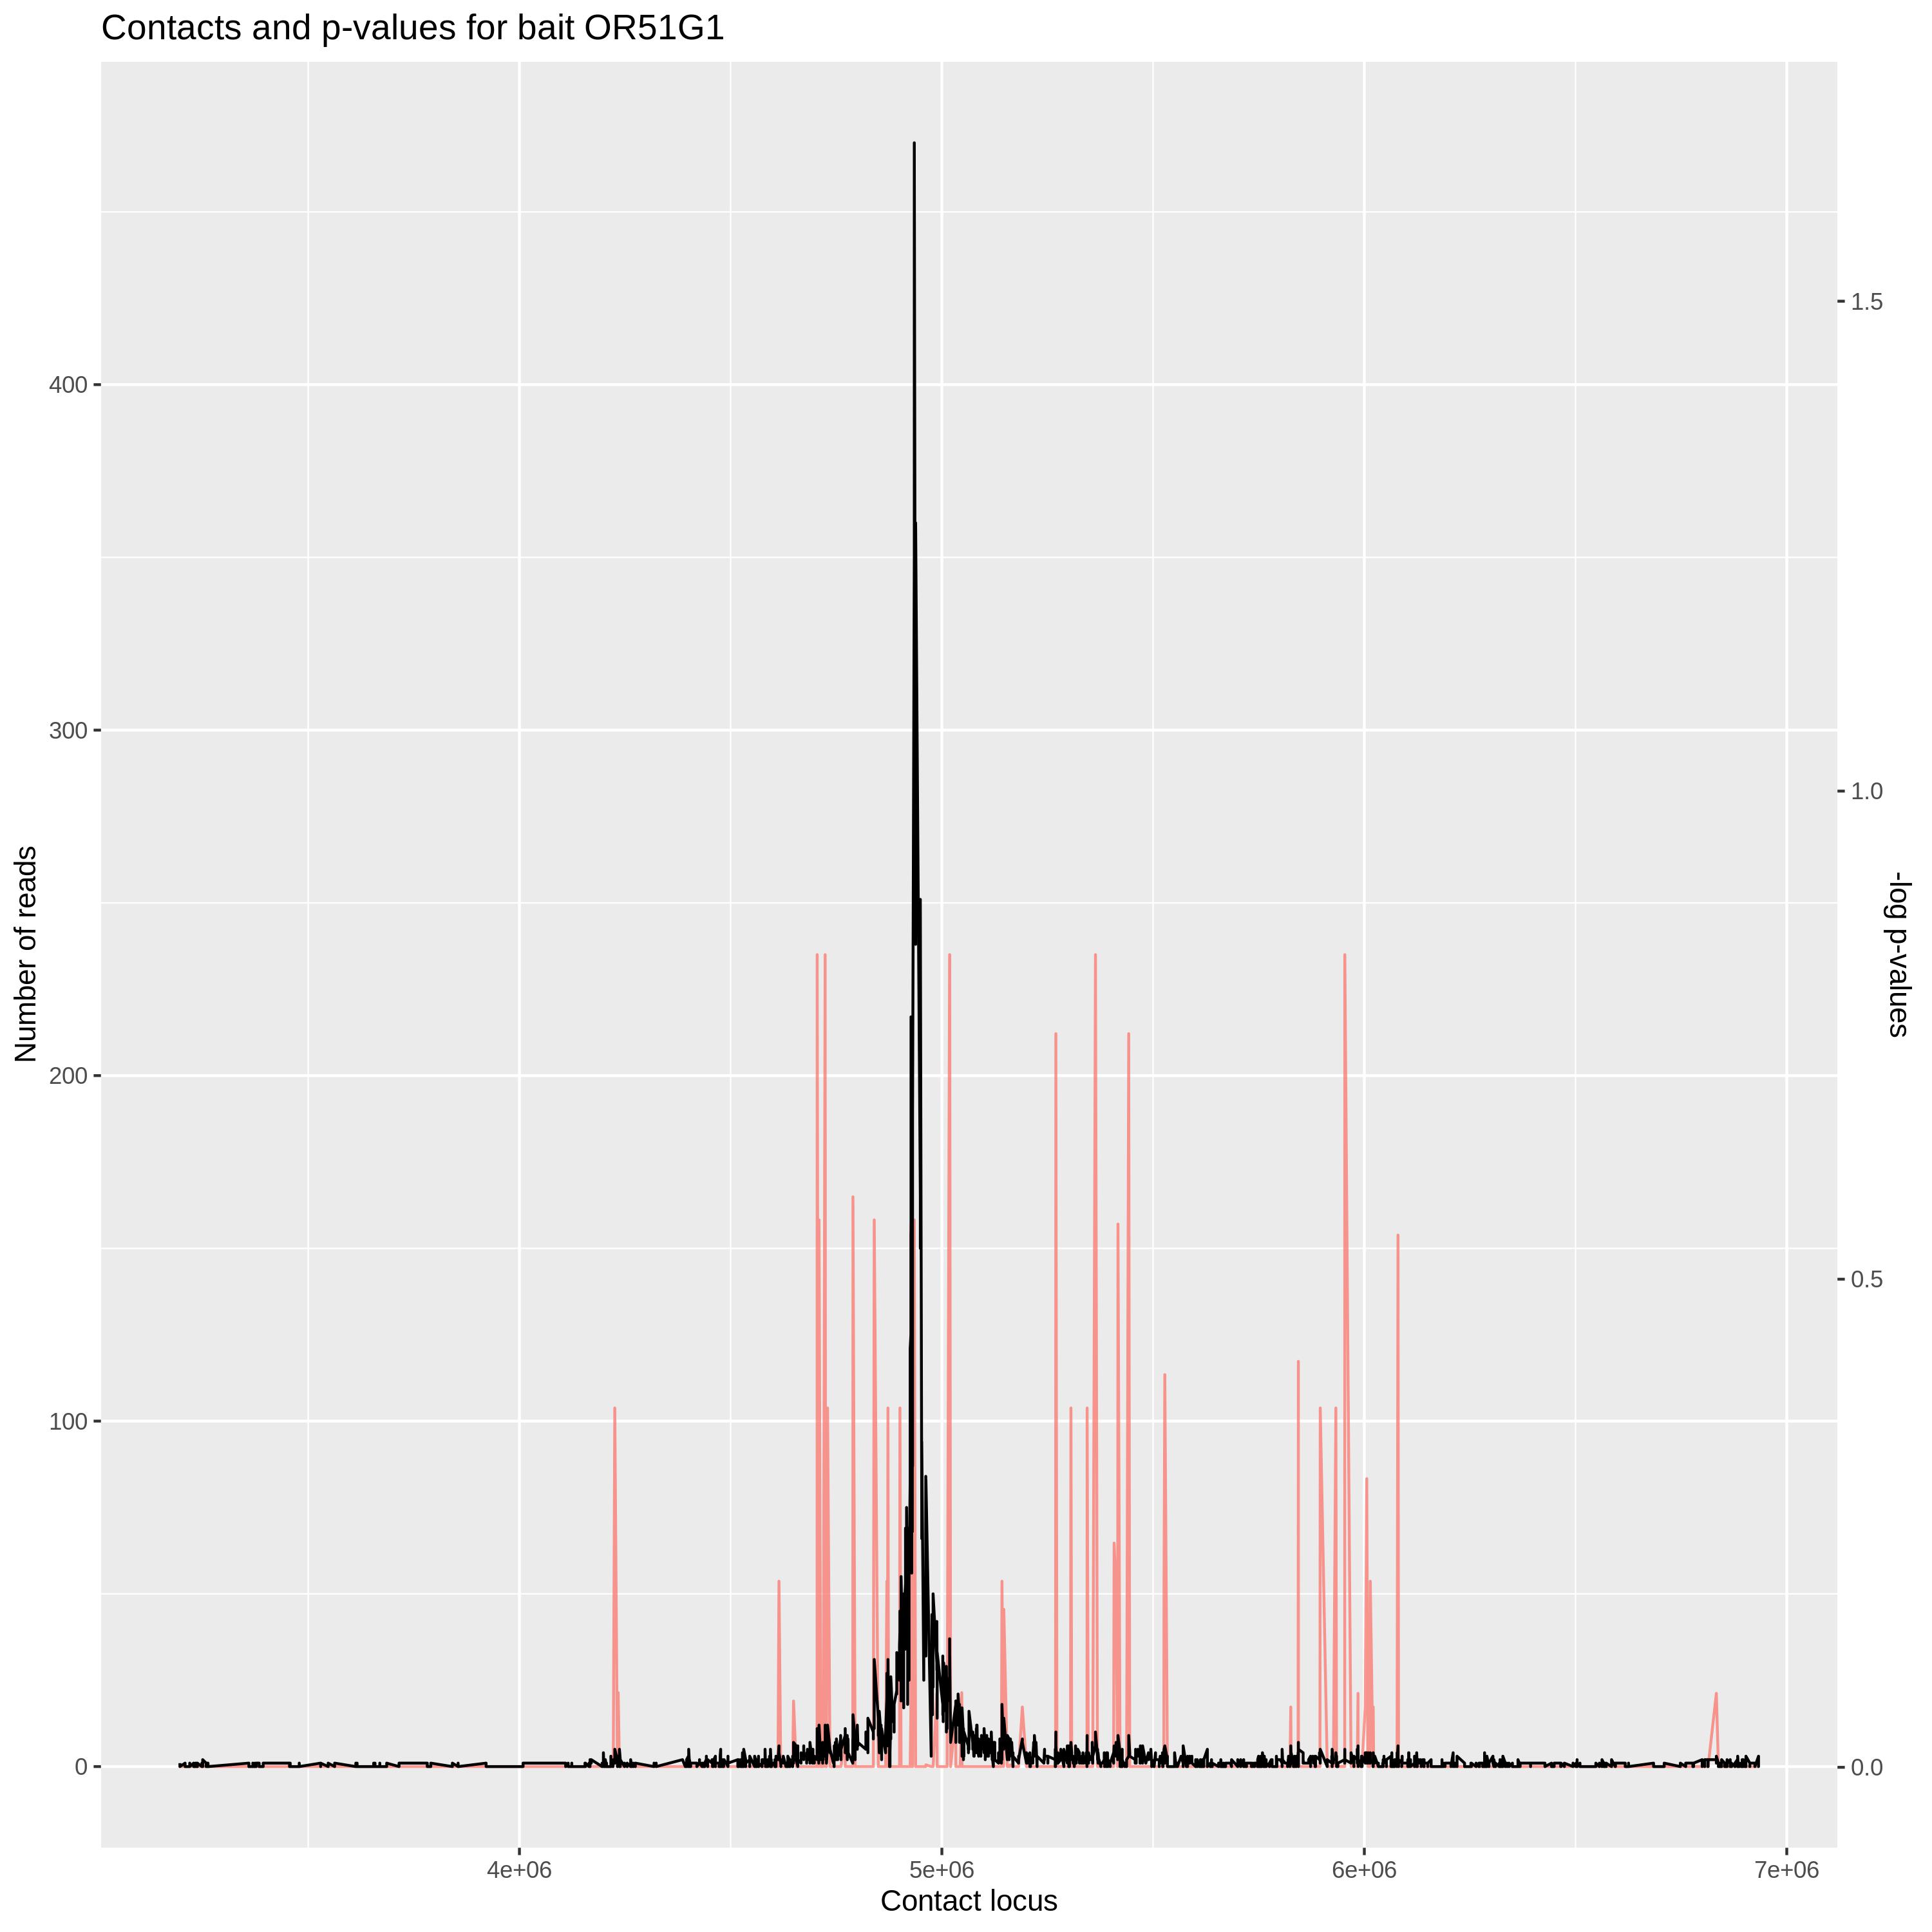 Contacts and p-values for bait OR51G1
Number of reads
400
300
200
100
0
1.5
1.0
0.5
0.0
-log p-values
4e+06 5e+06 6e+06 7e+06
Contact locus